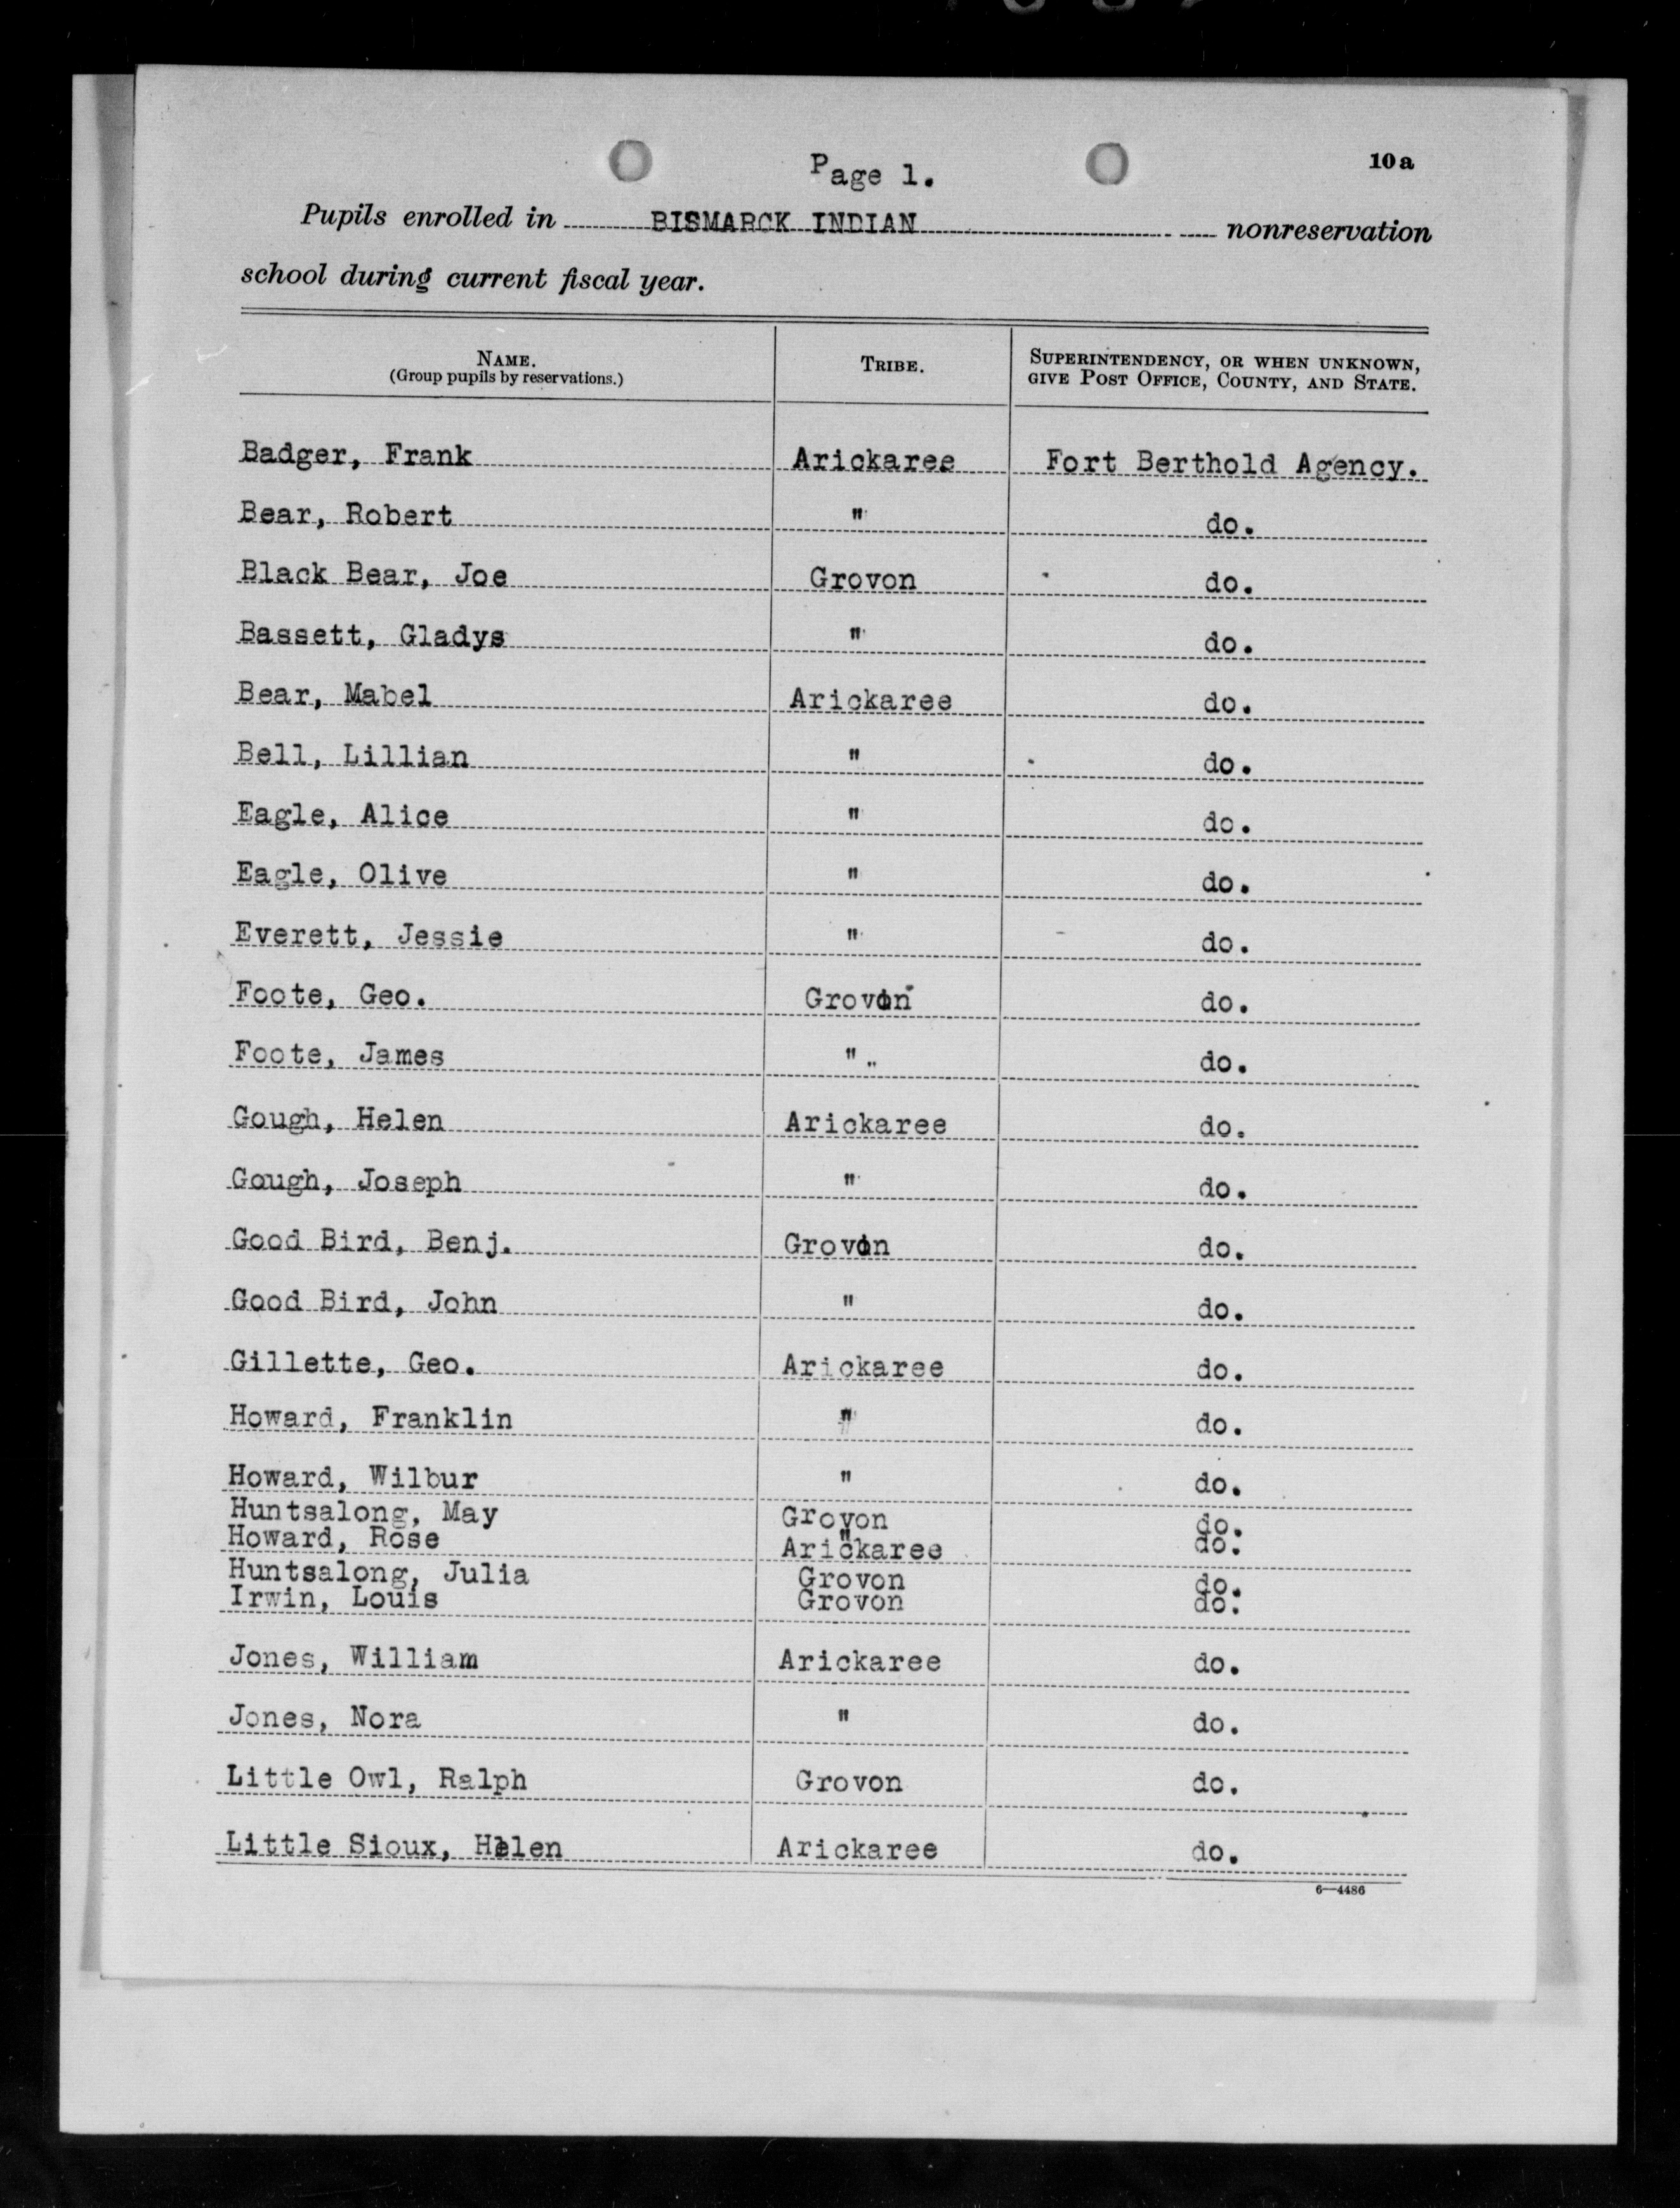 Page 1.
10a
Pupils enrolled in BISMARCK INDIAN nonreservation
school during current fiscal year.
NAME. TRIBE. SUPERINTENDENCY, OR WHEN UNKNOWN,
(Group pupils by reservations.) GIVE POST OFFICE, COUNTY, AND STATE.
Badger, Frank Arickaree Fort Berthold Agency.
Bear, Robert " do.
Black Bear, Joe Grovon do.
Bassett, Gladys " do.
Bear, Mabel Arickaree do.
Bell, Lillian " do.
Eagle, Alice " do.
Eagle, Olive " do.
Everett, Jessie " do.
Foote, Geo. Grovon do.
Foote, James " do.
Gough, Helen Arickaree do.
Gough, Joseph " do.
Good Bird, Benj. Grovon do.
Good Bird, John " do.
Gillette, Geo. Arickaree do.
Howard, Franklin " do.
Howard, Wilbur " do.
Huntsalong, May Grovon do.
Howard, Rose Arickaree do.
Huntsalong, Julia Grovon do.
Irwin, Louis Grovon do.
Jones, William Arickaree do.
Jones, Nora " do.
Little Owl, Ralph Grovon do.
Little Sioux, Helen Arickaree do.
6—4486